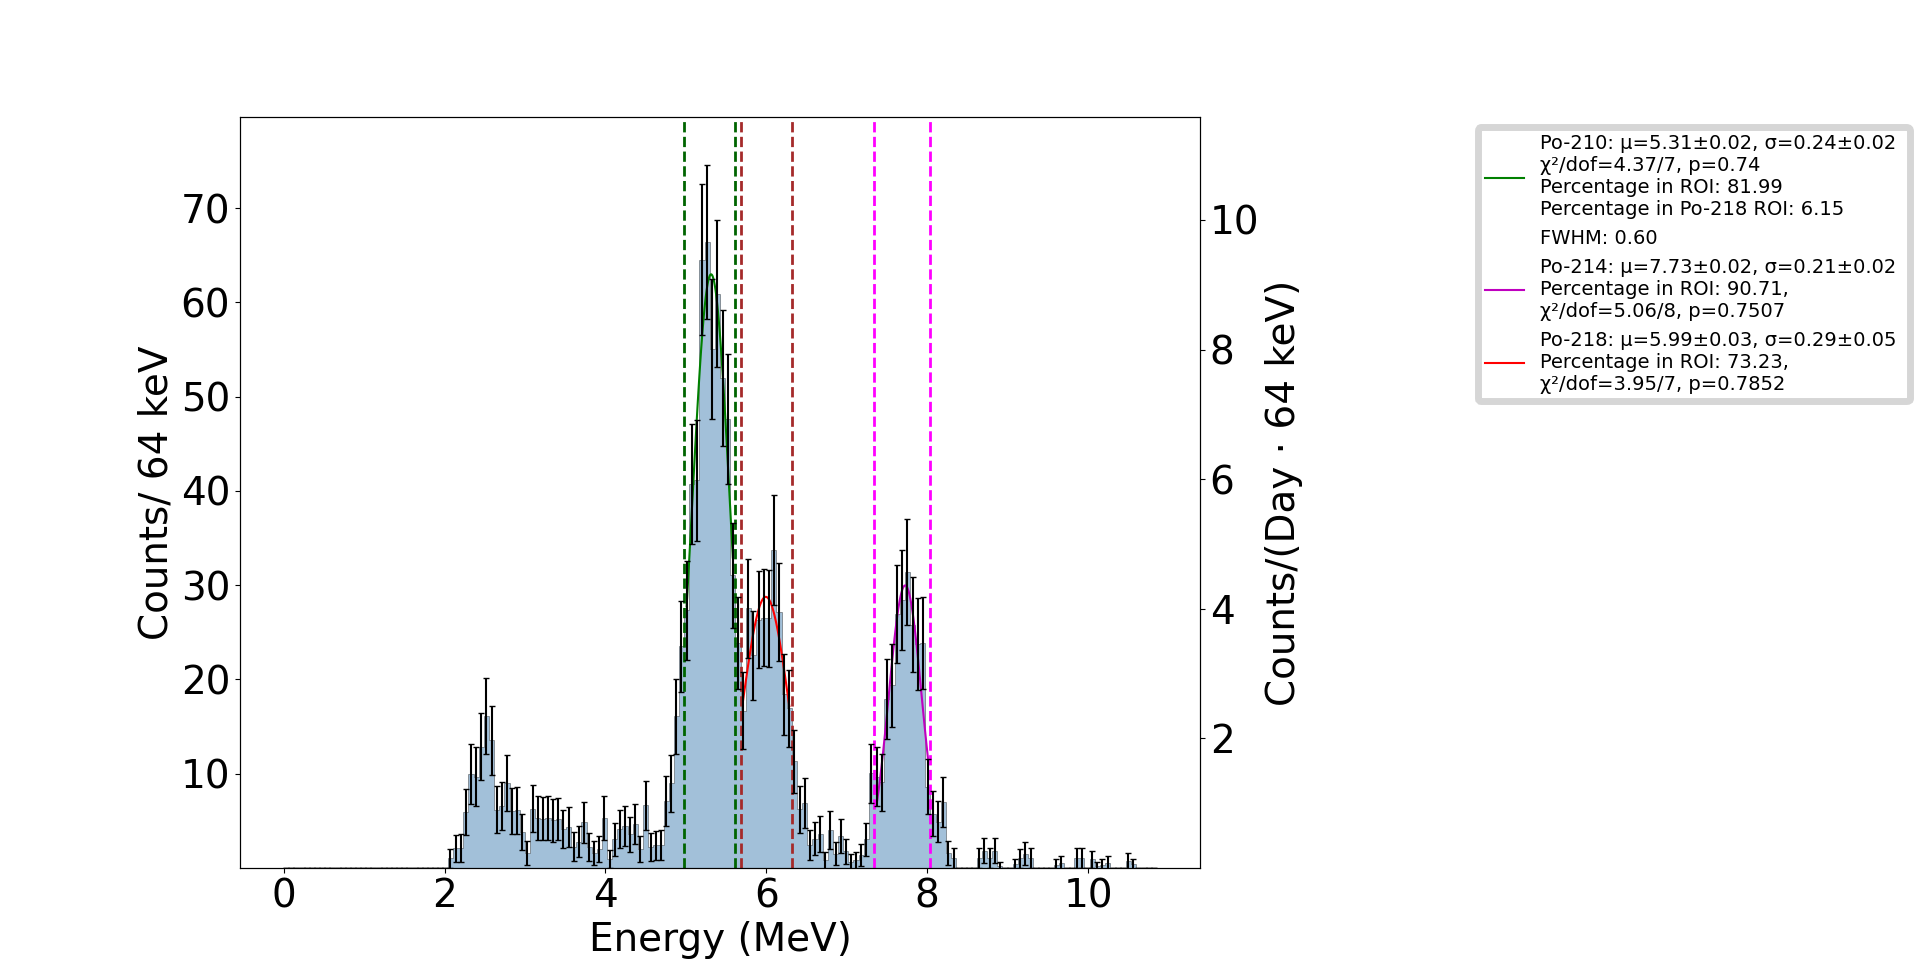 Po-210: μ=5.31±0.02, σ=0.24±0.02
χ²/dof=4.37/7, p=0.74
Percentage in ROI: 81.99
Percentage in Po-218 ROI: 6.15
FWHM: 0.60
Po-214: μ=7.73±0.02, σ=0.21±0.02
Percentage in ROI: 90.71,
χ²/dof=5.06/8, p=0.7507
Po-218: μ=5.99±0.03, σ=0.29±0.05
Percentage in ROI: 73.23,
χ²/dof=3.95/7, p=0.7852
Counts/ 64 keV
70
60
50
40
30
20
10
10
8
6
4
2
Counts/(Day · 64 keV)
0 2 4 6 8 10
Energy (MeV)